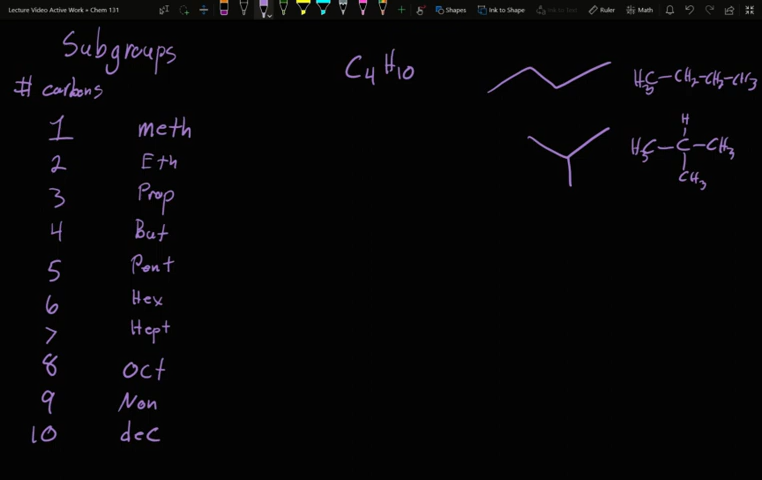 Lecture Video Active Work • Chem 131
Shapes Ink to Shape Ink to Text Ruler Math
Subgroups
# carbons
1 meth
2 Eth
3 Prop
4 But
5 Pent
6 Hex
7 Hept
8 Oct
9 Non
10 dec
C4H10
H3C-CH2-CH2-CH3
H
H3C-C-CH3
CH3